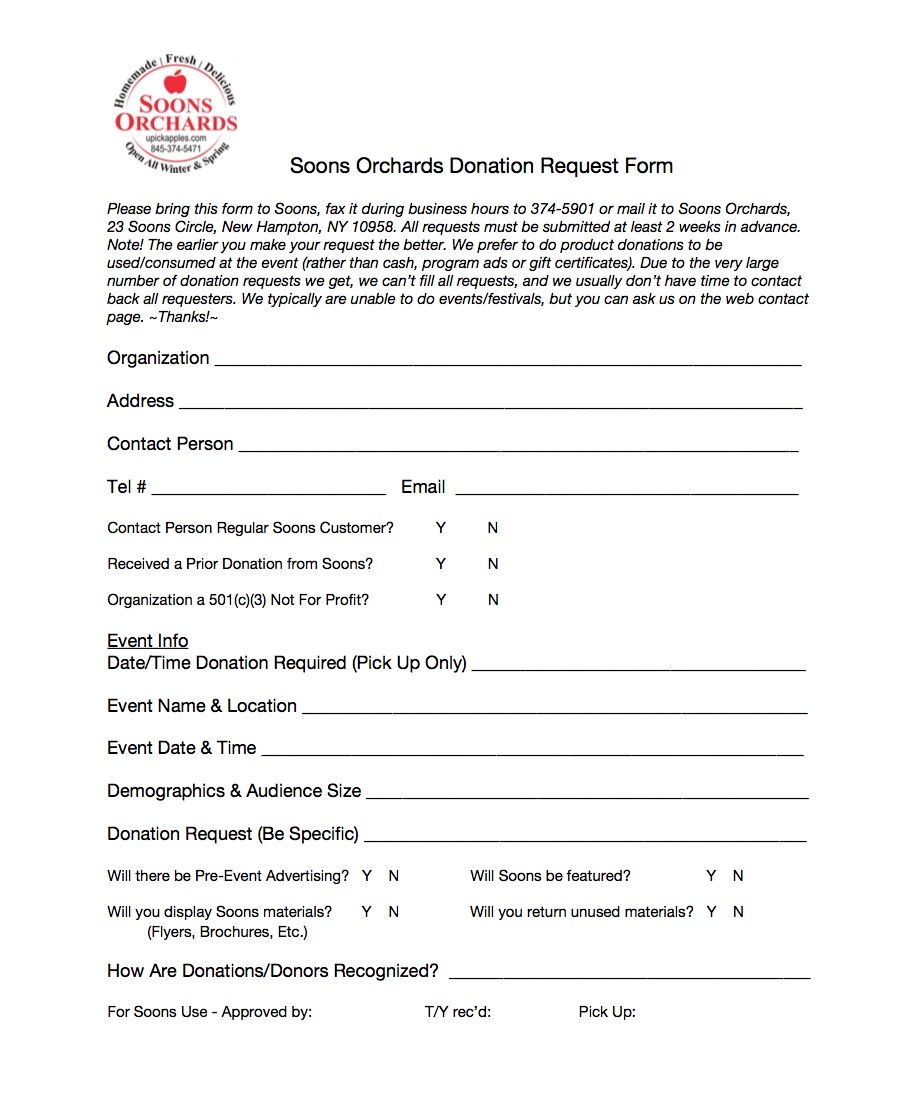 Homemade | Fresh | Delicious
SOONS
ORCHARDS
upickapples.com
845-374-5471
Open All Winter & Spring
Soons Orchards Donation Request Form
Please bring this form to Soons, fax it during business hours to 374-5901 or mail it to Soons Orchards,
23 Soons Circle, New Hampton, NY 10958. All requests must be submitted at least 2 weeks in advance.
Note! The earlier you make your request the better. We prefer to do product donations to be
used/consumed at the event (rather than cash, program ads or gift certificates). Due to the very large
number of donation requests we get, we can't fill all requests, and we usually don't have time to contact
back all requesters. We typically are unable to do events/festivals, but you can ask us on the web contact
page. ~Thanks!~
Organization
Address
Contact Person
Tel # Email
Contact Person Regular Soons Customer? Y N
Received a Prior Donation from Soons? Y N
Organization a 501(c)(3) Not For Profit? Y N
Event Info
Date/Time Donation Required (Pick Up Only)
Event Name & Location
Event Date & Time
Demographics & Audience Size
Donation Request (Be Specific)
Will there be Pre-Event Advertising? Y N Will Soons be featured? Y N
Will you display Soons materials? Y N Will you return unused materials? Y N
(Flyers, Brochures, Etc.)
How Are Donations/Donors Recognized?
For Soons Use - Approved by: T/Y rec'd: Pick Up: